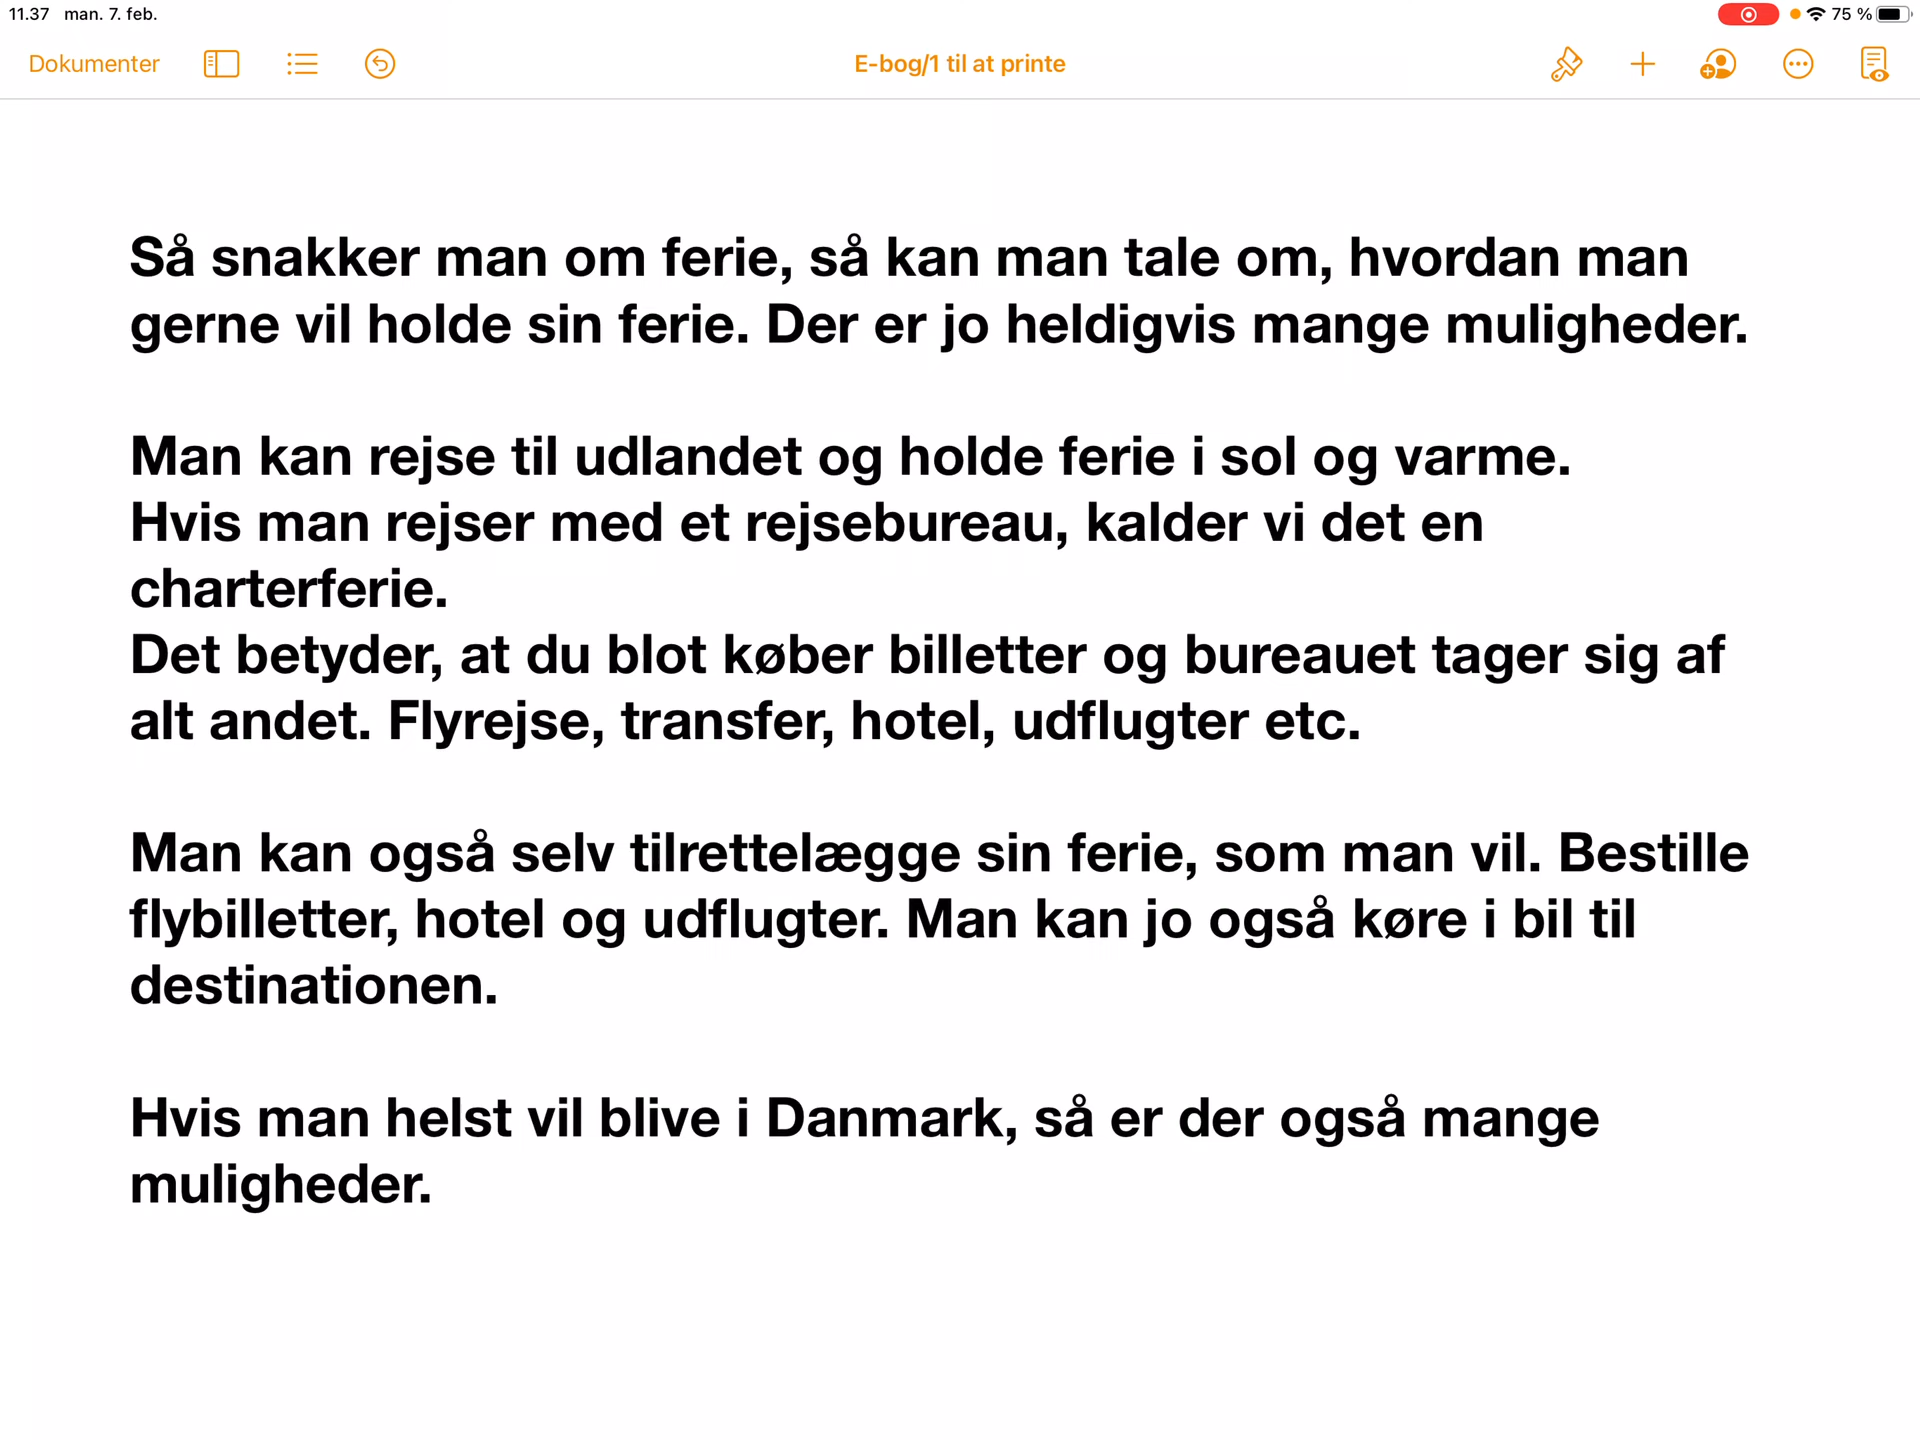 11.37 man. 7. feb.
75 %
Dokumenter
E-bog/1 til at printe
Så snakker man om ferie, så kan man tale om, hvordan man
gerne vil holde sin ferie. Der er jo heldigvis mange muligheder.
Man kan rejse til udlandet og holde ferie i sol og varme.
Hvis man rejser med et rejsebureau, kalder vi det en
charterferie.
Det betyder, at du blot køber billetter og bureauet tager sig af
alt andet. Flyrejse, transfer, hotel, udflugter etc.
Man kan også selv tilrettelægge sin ferie, som man vil. Bestille
flybilletter, hotel og udflugter. Man kan jo også køre i bil til
destinationen.
Hvis man helst vil blive i Danmark, så er der også mange
muligheder.